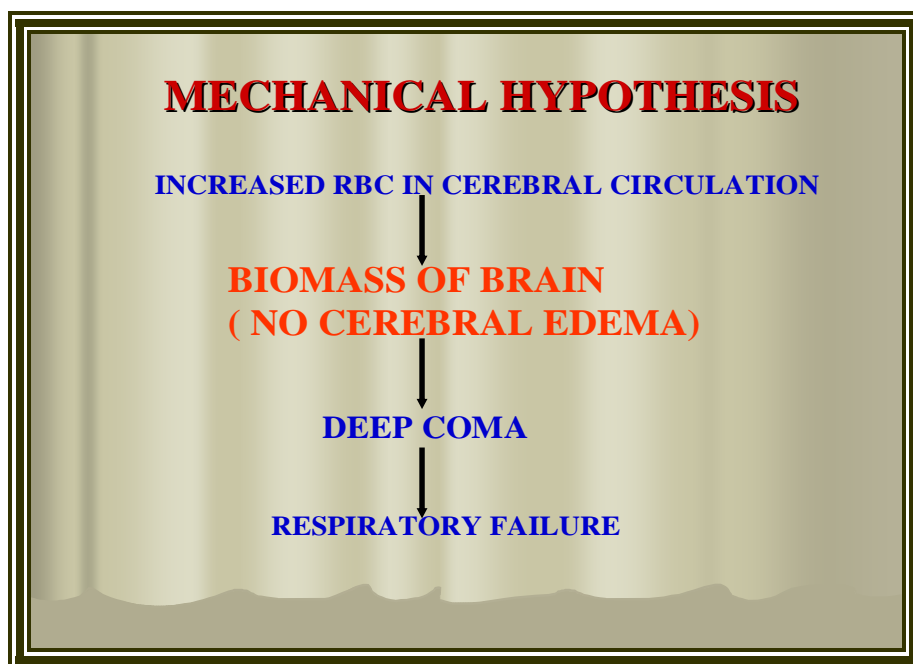 MECHANICAL HYPOTHESIS
INCREASED RBC IN CEREBRAL CIRCULATION
BIOMASS OF BRAIN
( NO CEREBRAL EDEMA)
DEEP COMA
RESPIRATORY FAILURE